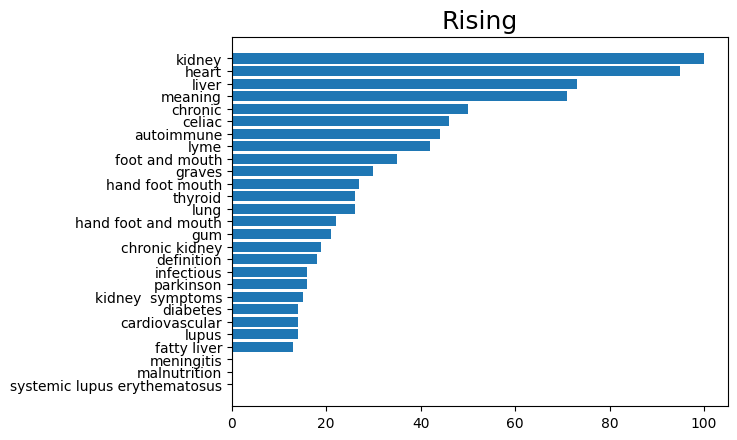 Rising
kidney
heart
liver
meaning
chronic
celiac
autoimmune
lyme
foot and mouth
graves
hand foot mouth
thyroid
lung
hand foot and mouth
gum
chronic kidney
definition
infectious
parkinson
kidney  symptoms
diabetes
cardiovascular
lupus
fatty liver
meningitis
malnutrition
systemic lupus erythematosus
0 20 40 60 80 100